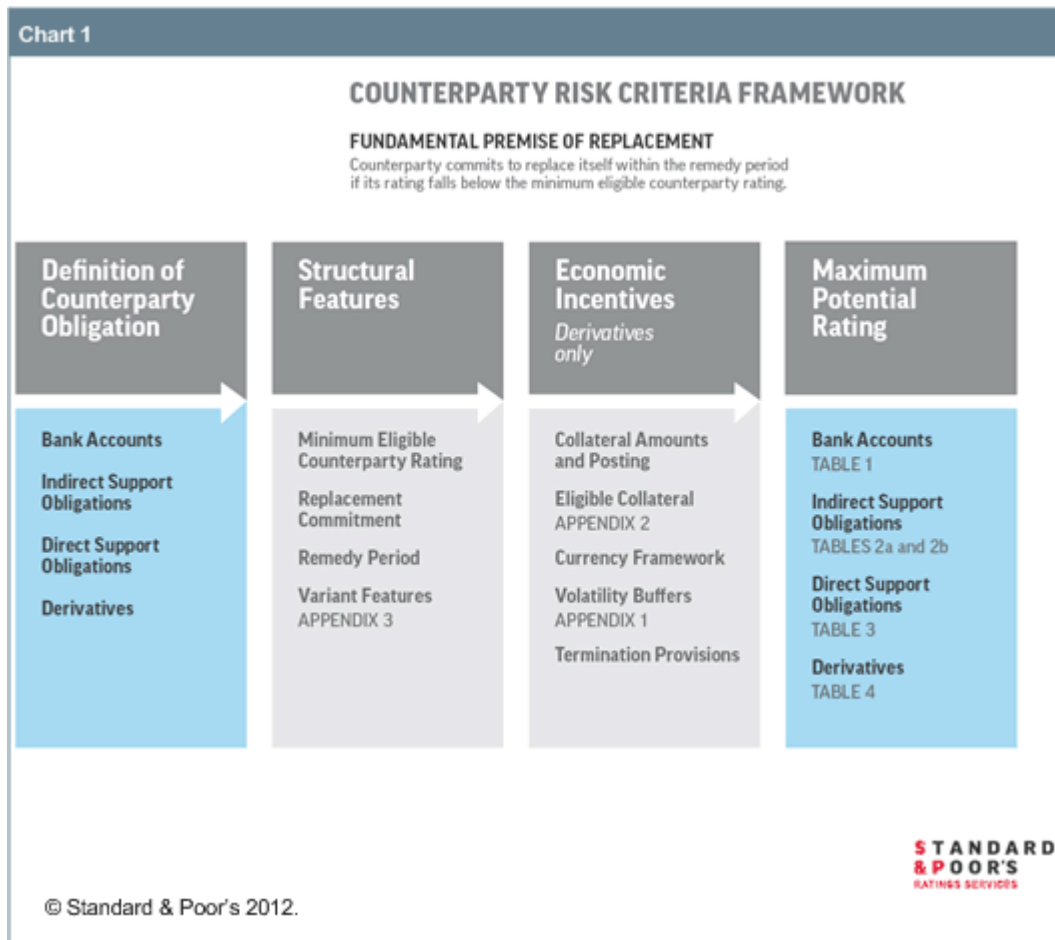 Chart 1
COUNTERPARTY RISK CRITERIA FRAMEWORK
FUNDAMENTAL PREMISE OF REPLACEMENT
Counterparty commits to replace itself within the remedy period
if its rating falls below the minimum eligible counterparty rating.
Definition of
Counterparty
Obligation
Bank Accounts
Indirect Support
Obligations
Direct Support
Obligations
Derivatives
Structural
Features
Minimum Eligible
Counterparty Rating
Replacement
Commitment
Remedy Period
Variant Features
APPENDIX 3
Economic
Incentives
Derivatives
only
Collateral Amounts
and Posting
Eligible Collateral
APPENDIX 2
Currency Framework
Volatility Buffers
APPENDIX 1
Termination Provisions
Maximum
Potential
Rating
Bank Accounts
TABLE 1
Indirect Support
Obligations
TABLES 2a and 2b
Direct Support
Obligations
TABLE 3
Derivatives
TABLE 4
STANDARD
&POOR'S
RATINGS SERVICES
© Standard & Poor's 2012.